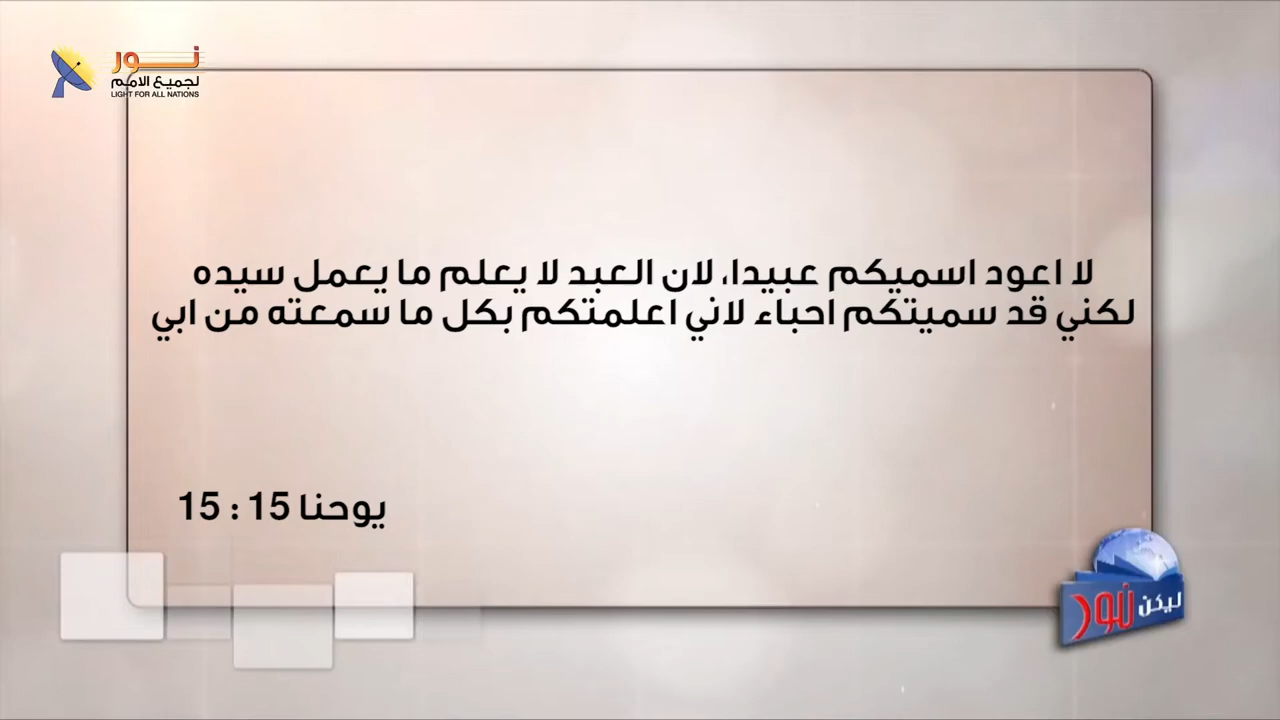 نور
لجميع الامم
LIGHT FOR ALL NATIONS
لا اعود اسميكم عبيدا، لان العبد لا يعلم ما يعمل سيده
لكني قد سميتكم احباء لاني اعلمتكم بكل ما سمعته من ابي
يوحنا 15 : 15
ليكن نور